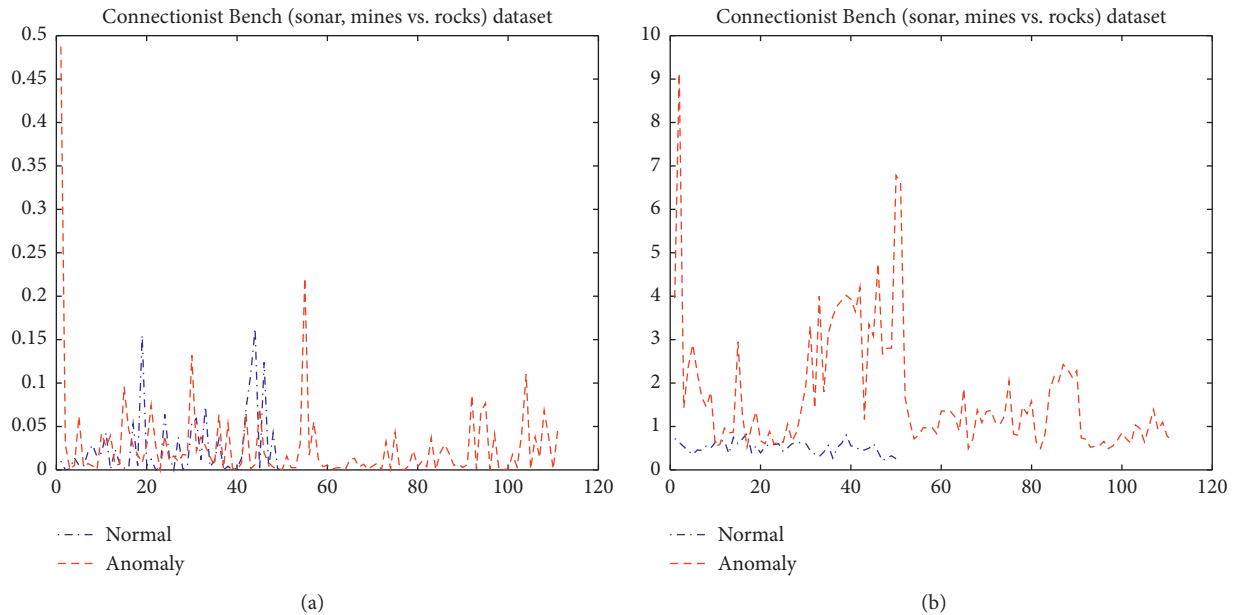 Connectionist Bench (sonar, mines vs. rocks) dataset
0.5
0.45
0.4
0.35
0.3
0.25
0.2
0.15
0.1
0.05
0
0 20 40 60 80 100 120
Normal
Anomaly
(a)
Connectionist Bench (sonar, mines vs. rocks) dataset
10
9
8
7
6
5
4
3
2
1
0
0 20 40 60 80 100 120
Normal
Anomaly
(b)